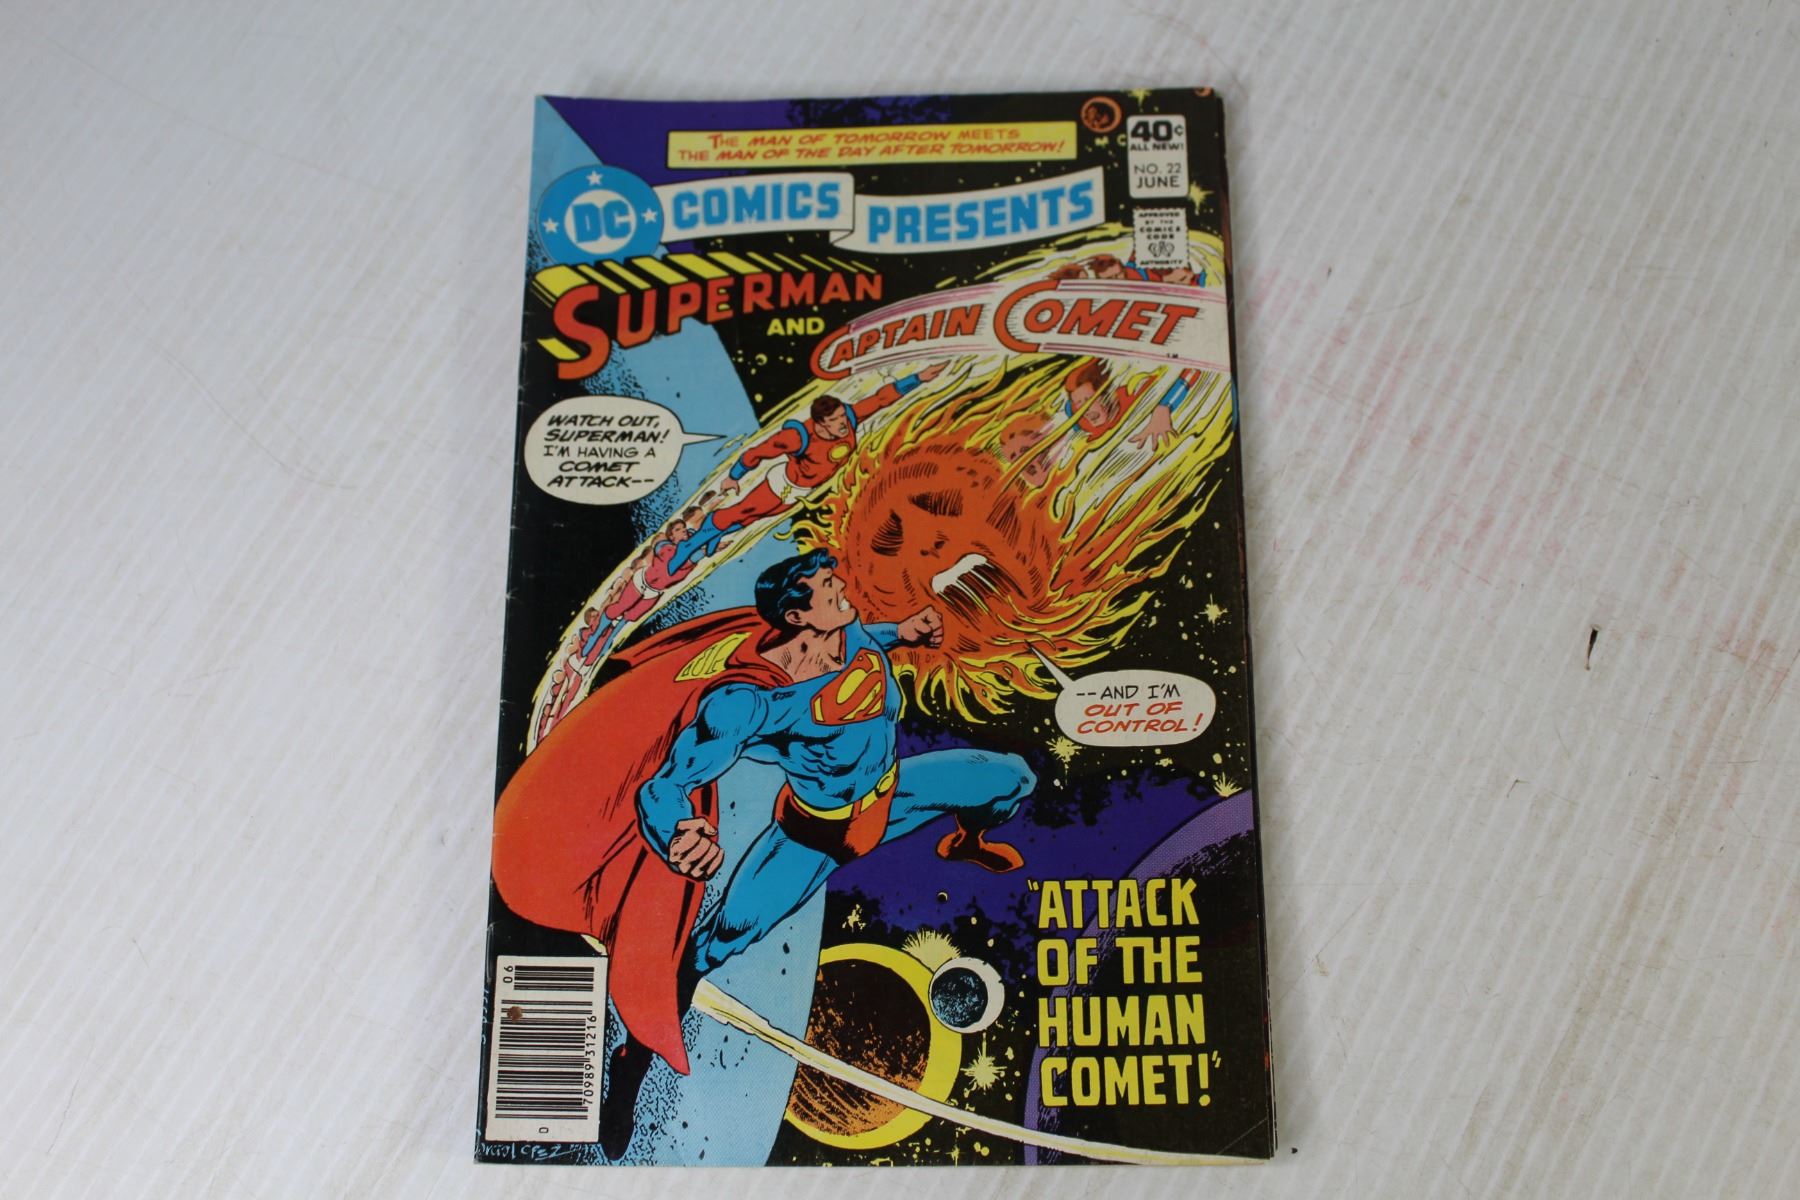 THE MAN OF TOMORROW MEETS
THE MAN OF THE DAY AFTER TOMORROW!
40¢
ALL NEW!
NO. 22
JUNE
DC COMICS PRESENTS
APPROVED
BY THE
COMICS
CODE
AUTHORITY
SUPERMAN
AND
CAPTAIN COMET
TM
WATCH OUT,
SUPERMAN!
I'M HAVING A
COMET
ATTACK--
--AND I'M
OUT OF
CONTROL!
"ATTACK
OF THE
HUMAN
COMET!"
06
70989 31216
0